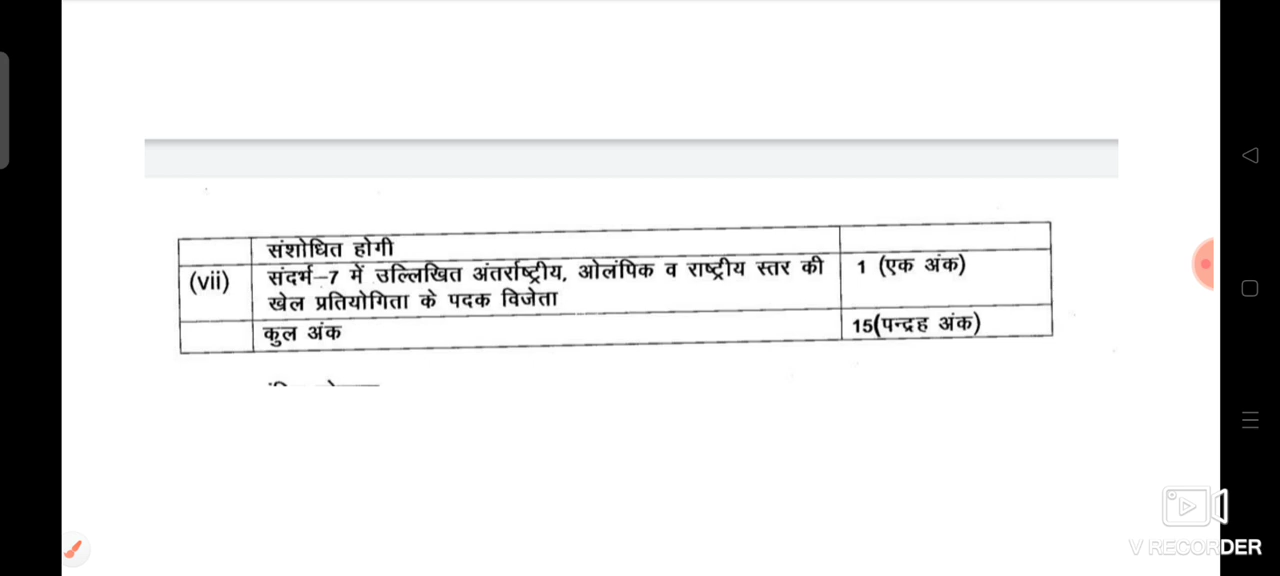 संशोधित होगी
(vii) संदर्भ-7 में उल्लिखित अंतर्राष्ट्रीय, ओलंपिक व राष्ट्रीय स्तर की 1 (एक अंक)
खेल प्रतियोगिता के पदक विजेता
कुल अंक 15(पन्द्रह अंक)
V RECORDER